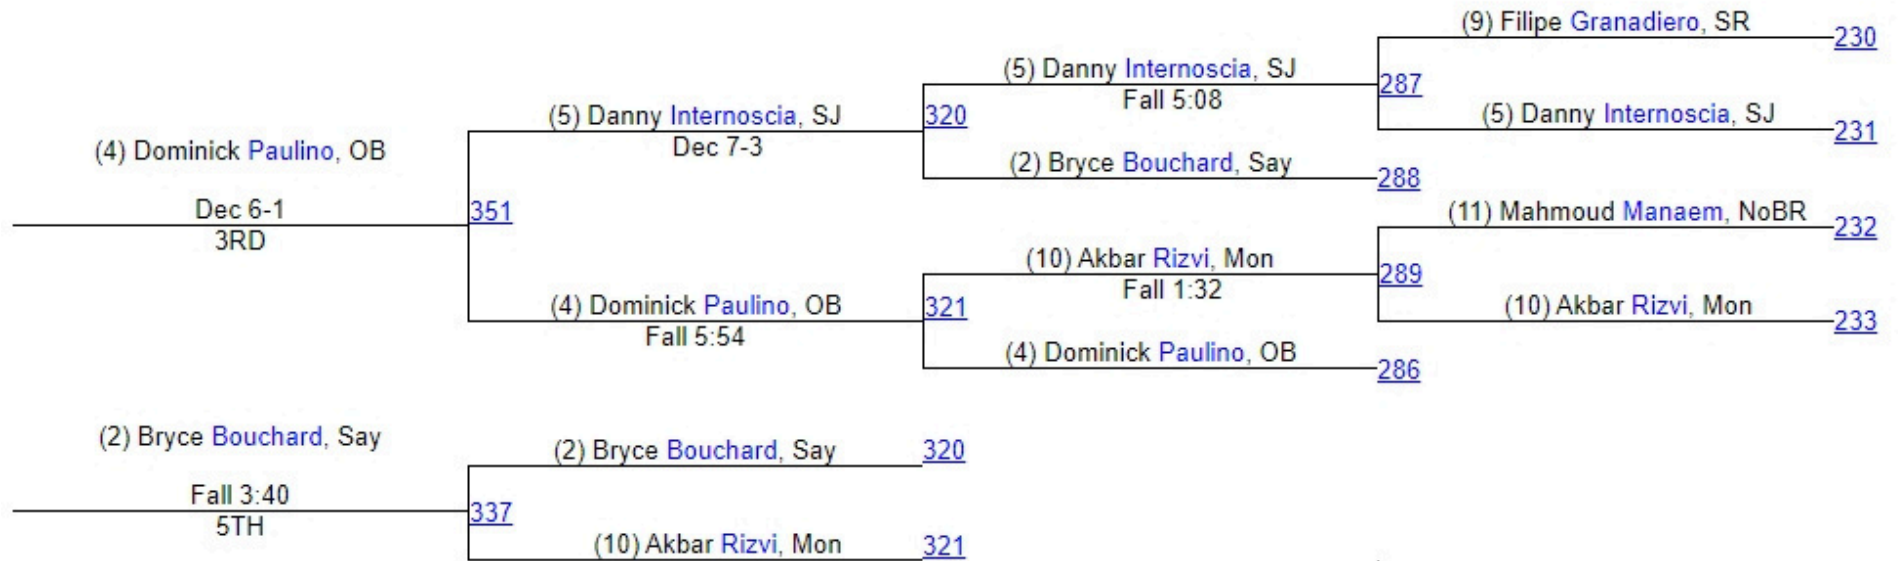 (9) Filipe Granadiero, SR
230
(5) Danny Internoscia, SJ
Fall 5:08
287
(5) Danny Internoscia, SJ
Dec 7-3
320
(5) Danny Internoscia, SJ
231
(4) Dominick Paulino, OB
(2) Bryce Bouchard, Say
288
Dec 6-1
3RD
351
(11) Mahmoud Manaem, NoBR
232
(10) Akbar Rizvi, Mon
Fall 1:32
289
(4) Dominick Paulino, OB
Fall 5:54
321
(10) Akbar Rizvi, Mon
233
(4) Dominick Paulino, OB
286
(2) Bryce Bouchard, Say
(2) Bryce Bouchard, Say
320
Fall 3:40
5TH
337
(10) Akbar Rizvi, Mon
321